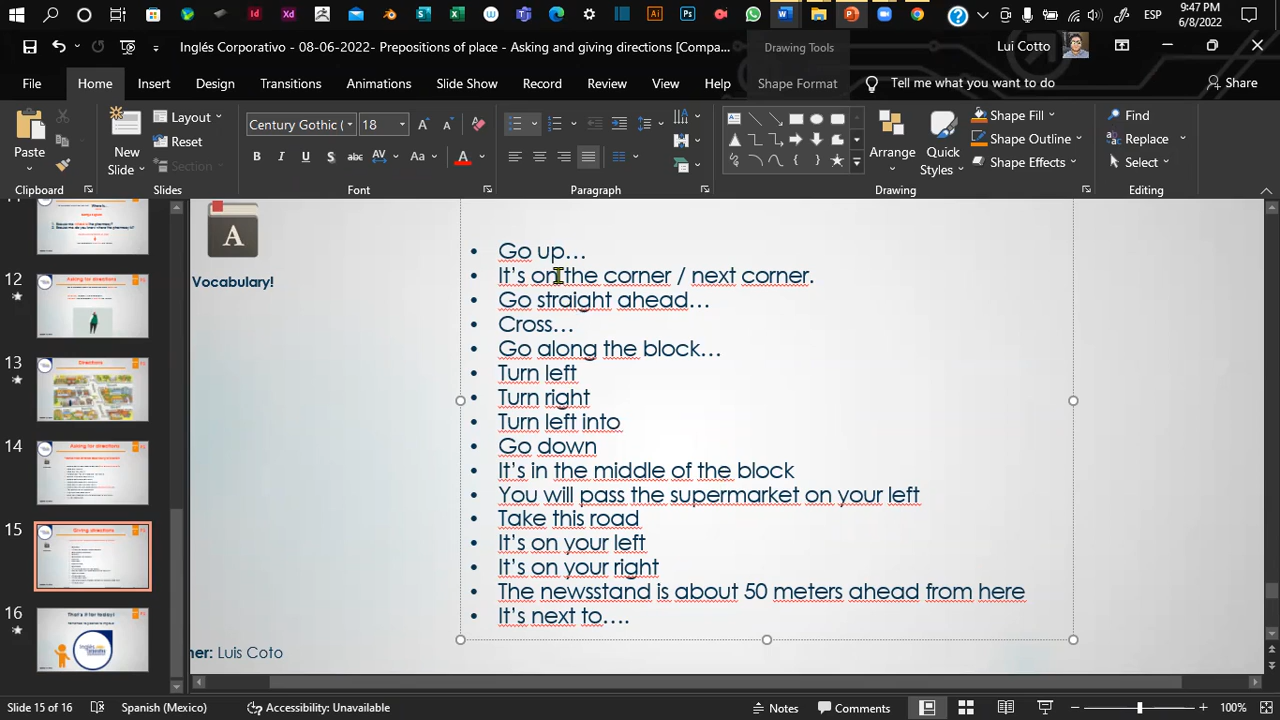 9:47 PM
ESP
6/8/2022
Inglés Corporativo - 08-06-2022- Prepositions of place - Asking and giving directions [Compa...
Drawing Tools
Lui Cotto
File
Home
Insert
Design
Transitions
Animations
Slide Show
Record
Review
View
Help
Shape Format
Tell me what you want to do
Share
Paste
New
Slide
Layout
Reset
Section
Century Gothic (
18
Arrange
Quick
Styles
Shape Fill
Shape Outline
Shape Effects
Find
Replace
Select
Clipboard
Slides
Font
Paragraph
Drawing
Editing
12
13
14
15
16
Asking for directions
Directions
Asking for directions
Giving directions
That's it for today!
A
Vocabulary!
• Go up…
• It's on the corner / next corner.
• Go straight ahead…
• Cross…
• Go along the block…
• Turn left
• Turn right
• Turn left into
• Go down
• It's in the middle of the block
• You will pass the supermarket on your left
• Take this road
• It's on your left
• It's on your right
• The newsstand is about 50 meters ahead from here
• It's next to….
ner: Luis Coto
Slide 15 of 16
Spanish (Mexico)
Accessibility: Unavailable
Notes
Comments
100%